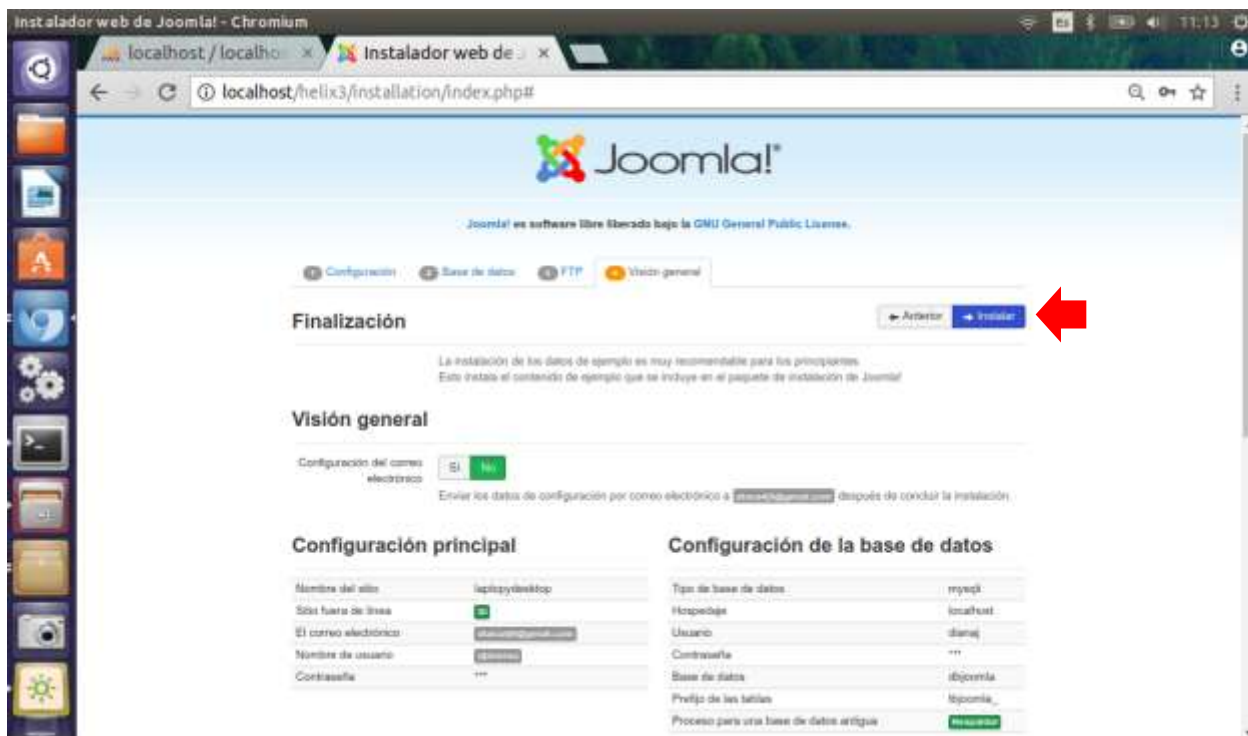 Instalador web de Joomla! - Chromium
Es
11:13
localhost / localho
Instalador web de J
localhost/helix3/installation/index.php#
Joomla!®
Joomla! es software libre liberado bajo la GNU General Public License.
1 Configuración
2 Base de datos
3 FTP
4 Visión general
Finalización
Anterior
Instalar
La instalación de los datos de ejemplo es muy recomendable para los principiantes.
Esto instala el contenido de ejemplo que se incluye en el paquete de instalación de Joomla!
Visión general
Configuración del correo electrónico
Sí
No
Enviar los datos de configuración por correo electrónico a después de concluir la instalación.
Configuración principal
Nombre del sitio laptopydesktop
Sitio fuera de línea
El correo electrónico
Nombre de usuario
Contraseña ***
Configuración de la base de datos
Tipo de base de datos mysqli
Hospedaje localhost
Usuario dianaj
Contraseña ***
Base de datos dbjoomla
Prefijo de las tablas
Proceso para una base de datos antigua Respaldar